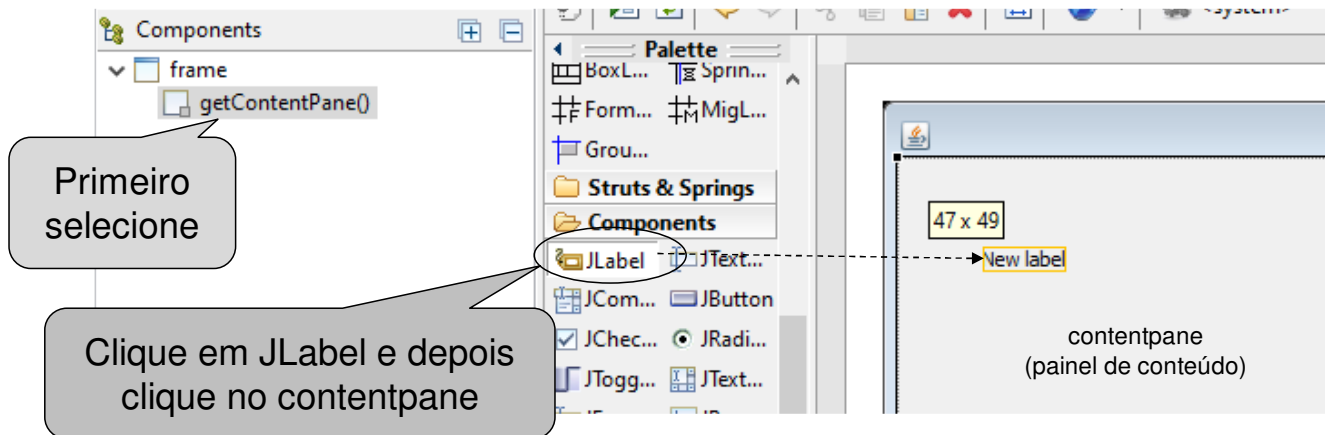 Components
frame
getContentPane()
Primeiro
selecione
Clique em JLabel e depois
clique no contentpane
<system>
Palette
BoxL... Sprin...
Form... MigL...
Grou...
Struts & Springs
Components
JLabel JText...
JCom... JButton
JChec... JRadi...
JTogg... JText...
47 x 49
New label
contentpane
(painel de conteúdo)